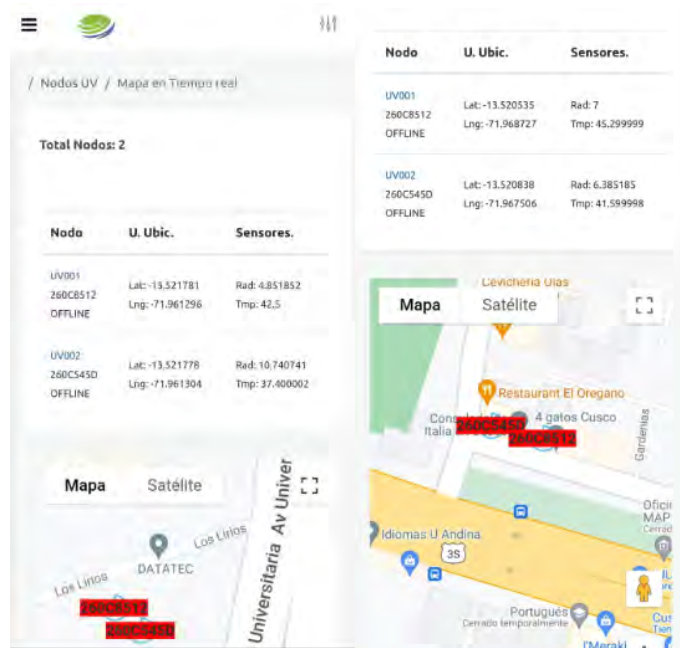 / Nodos UV / Mapa en Tiempo real
Total Nodos: 2
Nodo U. Ubic. Sensores.
UV001
260C8512
OFFLINE
Lat: -13.521781
Lng: -71.961296
Rad: 4.851852
Tmp: 42.5
UV002
260C545D
OFFLINE
Lat: -13.521778
Lng: -71.961304
Rad: 10.740741
Tmp: 37.400002
Mapa Satélite
Los Lirios
DATATEC
Los Lirios
Universitaria Av Univer
260C8512
260C545D
Nodo U. Ubic. Sensores.
UV001
260C8512
OFFLINE
Lat: -13.520535
Lng: -71.968727
Rad: 7
Tmp: 45.299999
UV002
260C545D
OFFLINE
Lat: -13.520838
Lng: -71.967506
Rad: 6.385185
Tmp: 41.599998
Mapa Satélite
Restaurant El Oregano
4 gatos Cusco
Italia
260C545D
260C8512
Gardenias
Idiomas U Andina
3S
MAP
Portugués
Cerrado temporalmente
l'Meraki